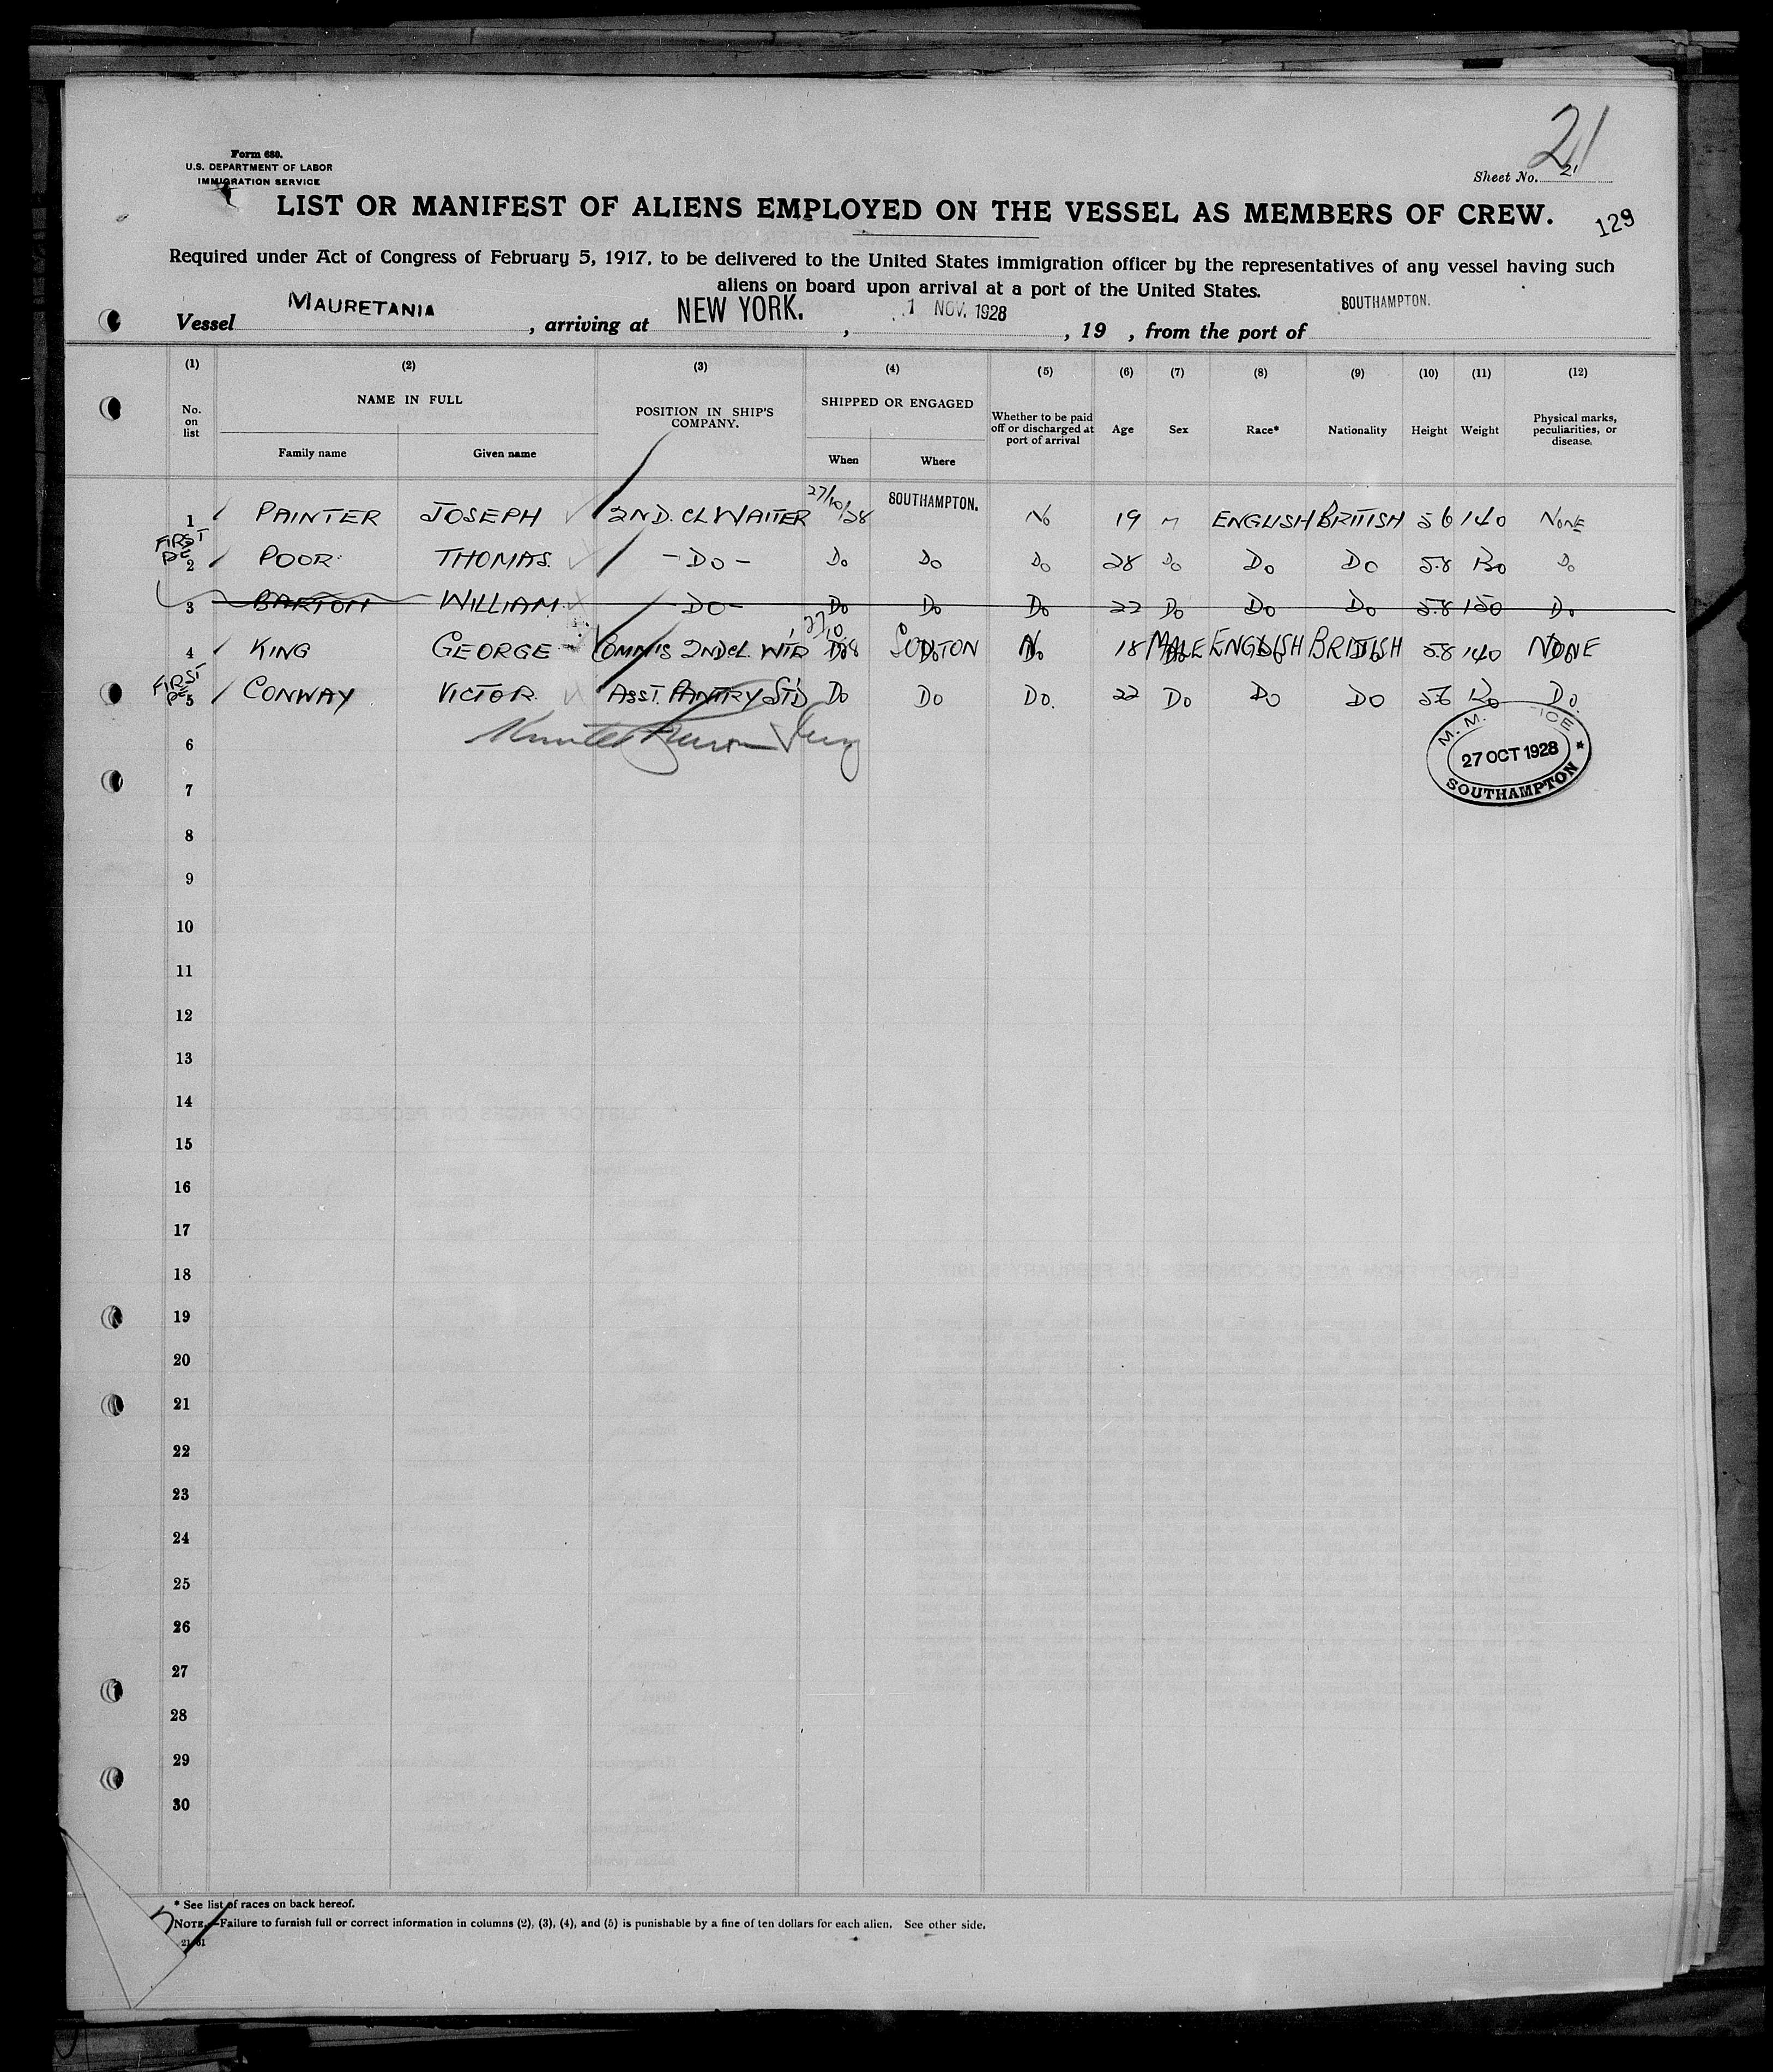 21
Form 680.
U.S. DEPARTMENT OF LABOR
IMMIGRATION SERVICE
Sheet No. 21
LIST OR MANIFEST OF ALIENS EMPLOYED ON THE VESSEL AS MEMBERS OF CREW.
129
Required under Act of Congress of February 5, 1917, to be delivered to the United States immigration officer by the representatives of any vessel having such
aliens on board upon arrival at a port of the United States.
Vessel MAURETANIA, arriving at NEW YORK., 1 NOV. 1928, 19 , from the port of SOUTHAMPTON.
(1) (2) (3) (4) (5) (6) (7) (8) (9) (10) (11) (12)
No. on list NAME IN FULL POSITION IN SHIP'S COMPANY. SHIPPED OR ENGAGED Whether to be paid off or discharged at port of arrival Age Sex Race* Nationality Height Weight Physical marks, peculiarities, or disease.
Family name Given name When Where
1 PAINTER JOSEPH 2ND. CL WAITER 27/10/28 SOUTHAMPTON. No 19 M ENGLISH BRITISH 5 6 140 NONE
FIRST
2 POOR THOMAS. - DO - Do Do Do 28 Do Do Do 5.8 Do
3 BARTON WILLIAM. - DO - Do Do Do 22 Do Do Do 5.8 150 Do
4 KING GEORGE COMMIS 2ND CL. WTR 27/10/28 SOTON No 18 MALE ENGLISH BRITISH 5.8 140 NONE
FIRST
5 CONWAY VICTOR. ASST. PANTRY STD Do Do Do. 22 Do Do Do 5.6 Do.
6
M. M. ICE
27 OCT 1928
SOUTHAMPTON
7
8
9
10
11
12
13
14
15
16
17
18
19
20
21
22
23
24
25
26
27
28
29
30
* See list of races on back hereof.
NOTE.—Failure to furnish full or correct information in columns (2), (3), (4), and (5) is punishable by a fine of ten dollars for each alien. See other side.